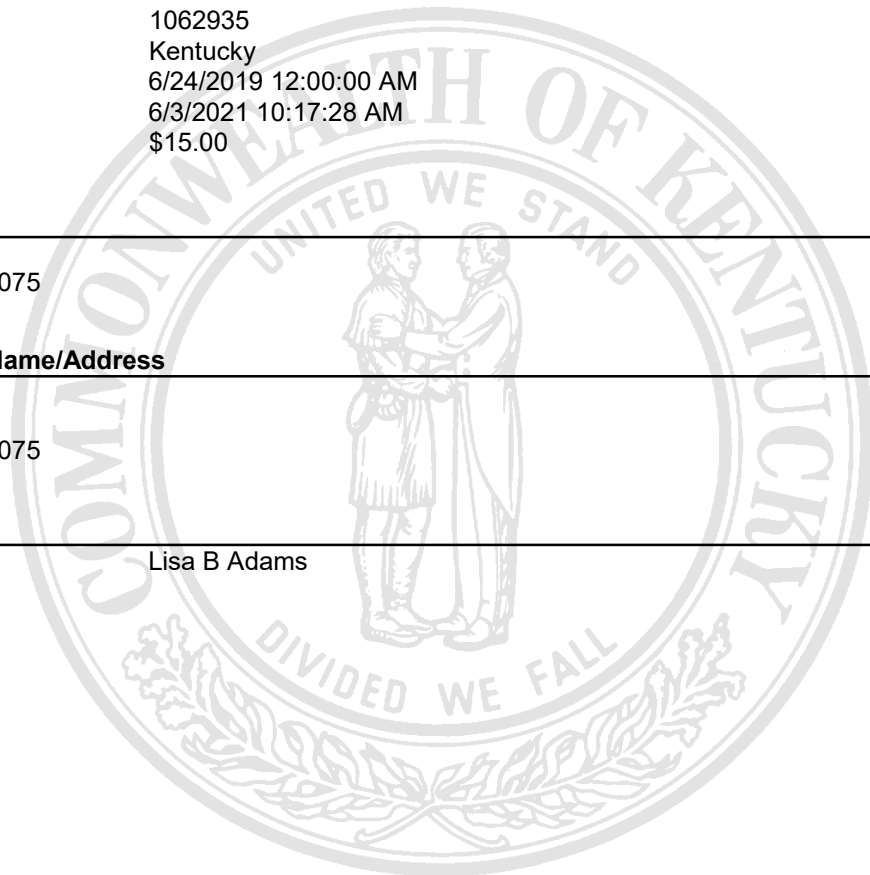 1062935
Kentucky
6/24/2019 12:00:00 AM
6/3/2021 10:17:28 AM
$15.00
075
Name/Address
075
Lisa B Adams
COMMONWEALTH OF KENTUCKY
UNITED WE STAND
DIVIDED WE FALL